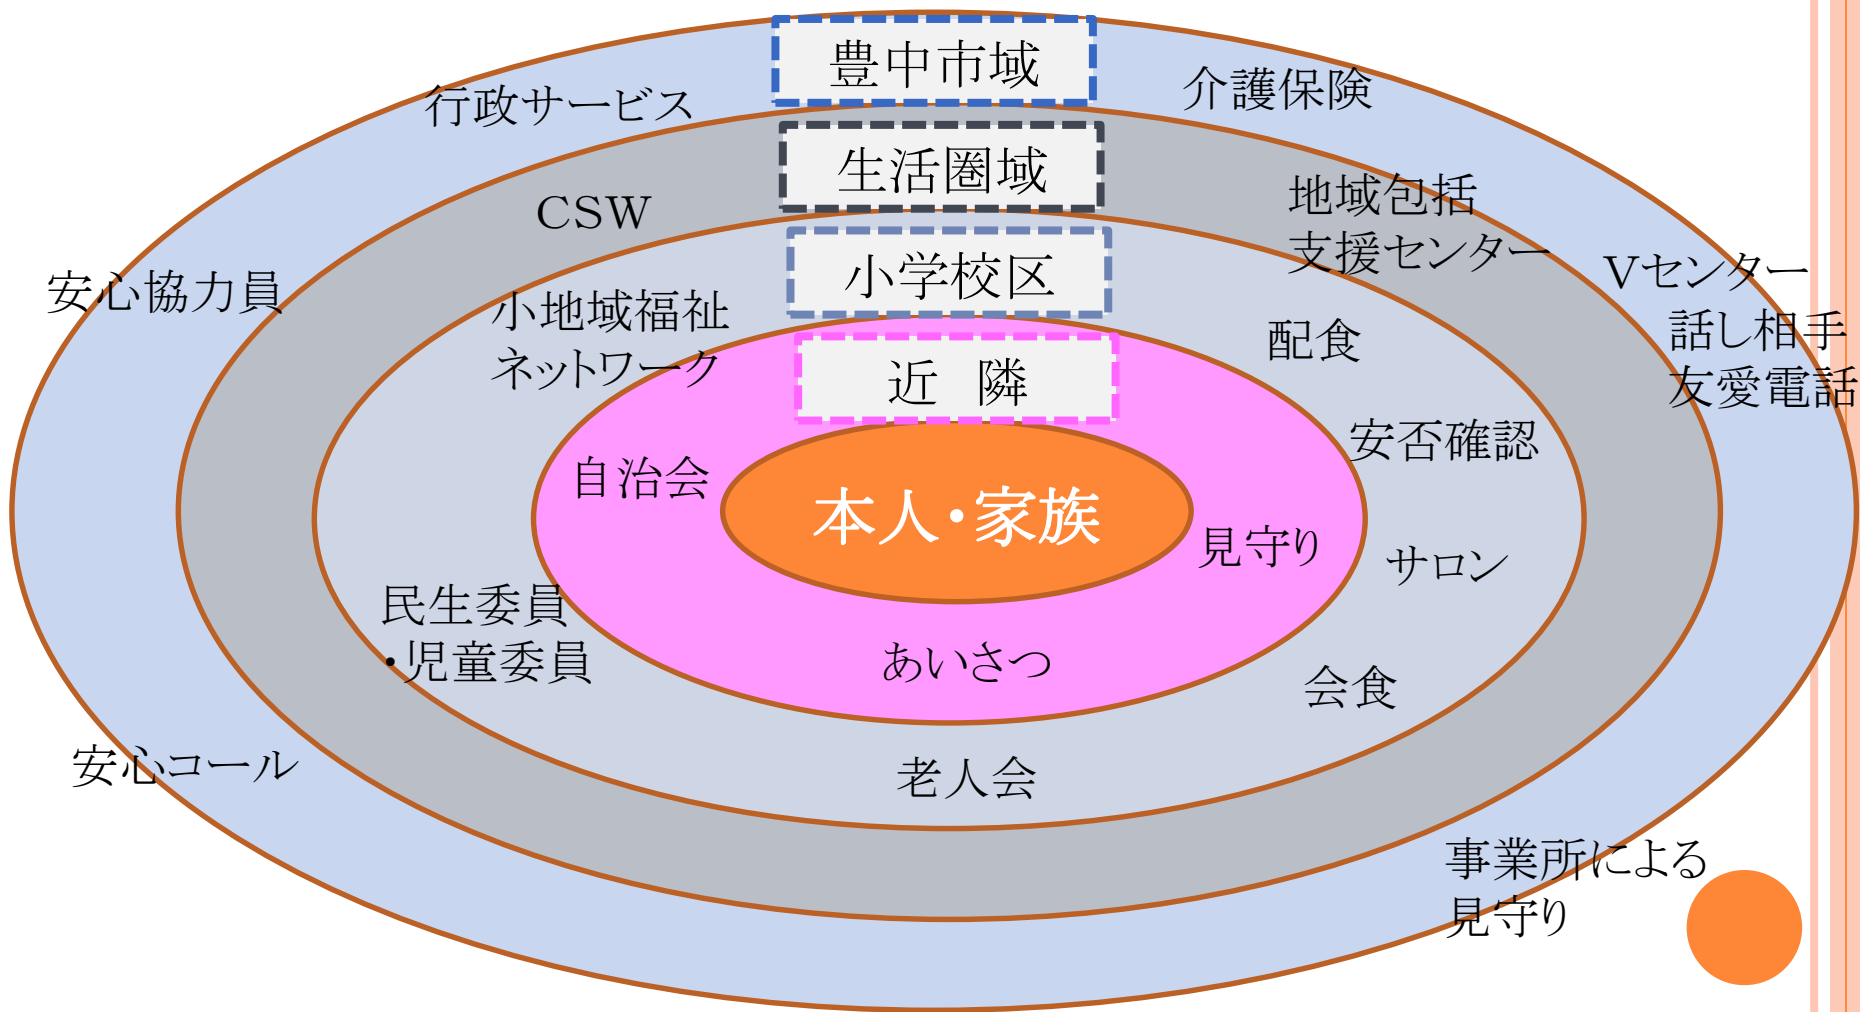 豊中市域
行政サービス
介護保険
生活圏域
CSW
地域包括
支援センター
小学校区
安心協力員
Vセンター
話し相手
友愛電話
小地域福祉
ネットワーク
配食
近　隣
安否確認
自治会
本人・家族
見守り
サロン
民生委員
・児童委員
あいさつ
会食
安心コール
老人会
事業所による
見守り